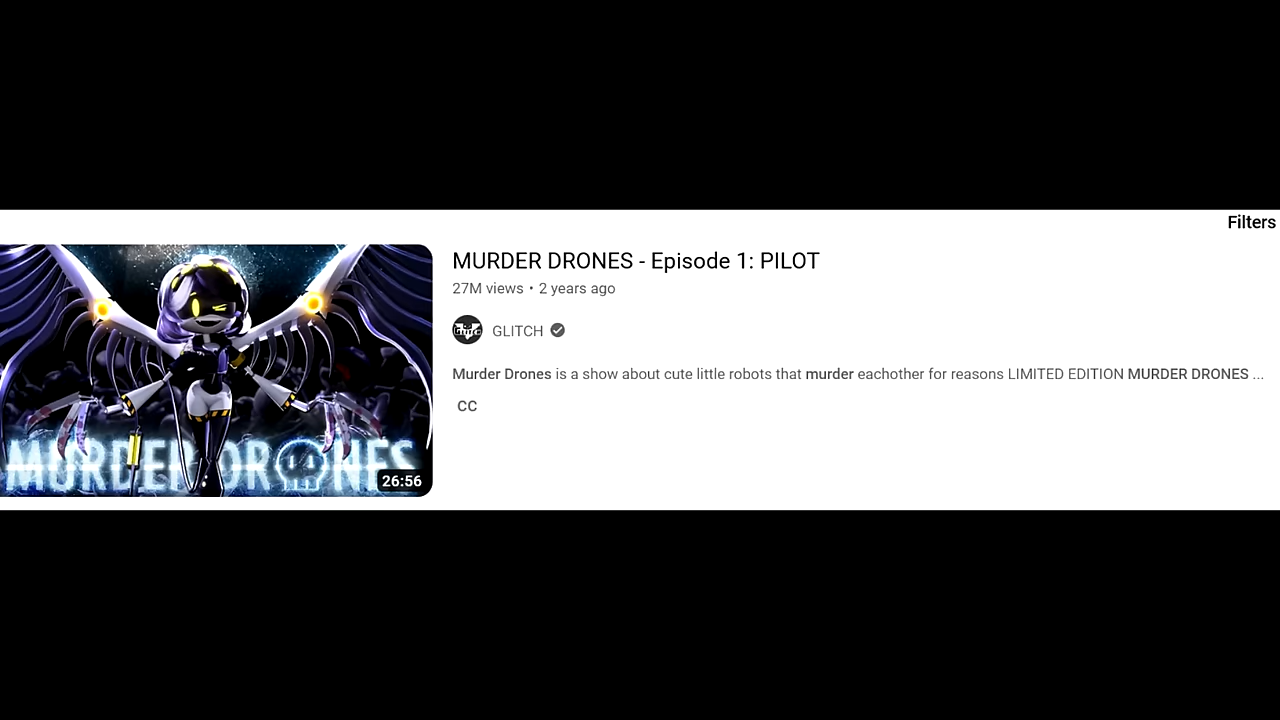 Filters
MURDER DRONES
26:56
MURDER DRONES - Episode 1: PILOT
27M views • 2 years ago
GLITCH
Murder Drones is a show about cute little robots that murder eachother for reasons LIMITED EDITION MURDER DRONES ...
CC